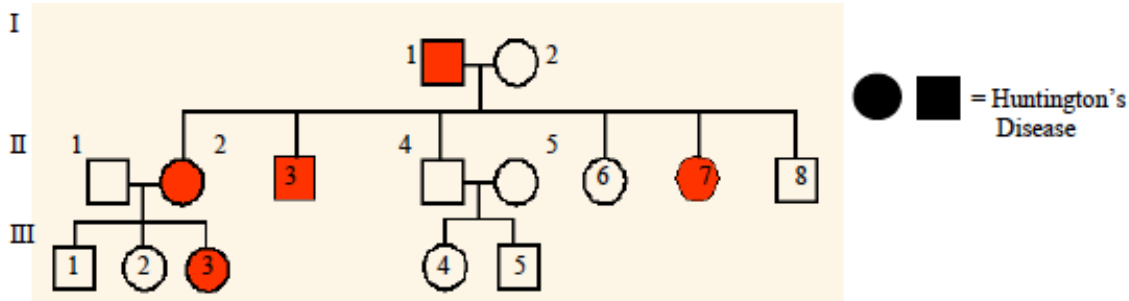 I
1 2
= Huntington's
Disease
II
1 2 3 4 5 6 7 8
III
1 2 3 4 5